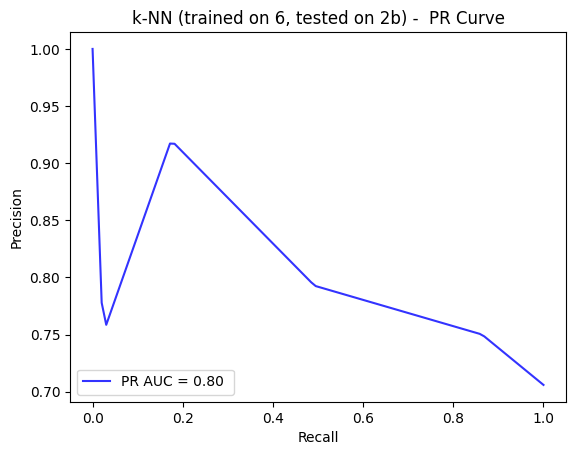 k-NN (trained on 6, tested on 2b) -  PR Curve
1.00
0.95
0.90
0.85
0.80
0.75
0.70
Precision
PR AUC = 0.80
0.0 0.2 0.4 0.6 0.8 1.0
Recall